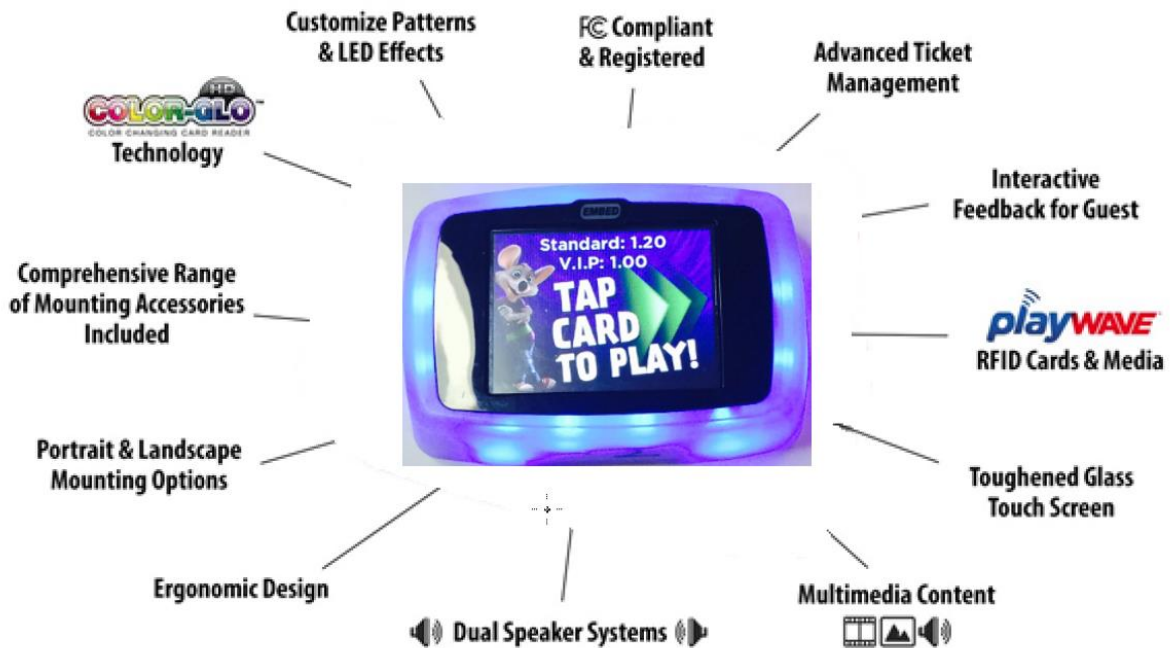 Customize Patterns
& LED Effects
FC Compliant
& Registered
Advanced Ticket
Management
HD
COLOR-GLO™
COLOR CHANGING CARD READER
Technology
Interactive
Feedback for Guest
EMBED
Standard: 1.20
V.I.P: 1.00
TAP
CARD
TO PLAY!
Comprehensive Range
of Mounting Accessories
Included
playWAVE
RFID Cards & Media
Portrait & Landscape
Mounting Options
Toughened Glass
Touch Screen
Ergonomic Design
Dual Speaker Systems
Multimedia Content